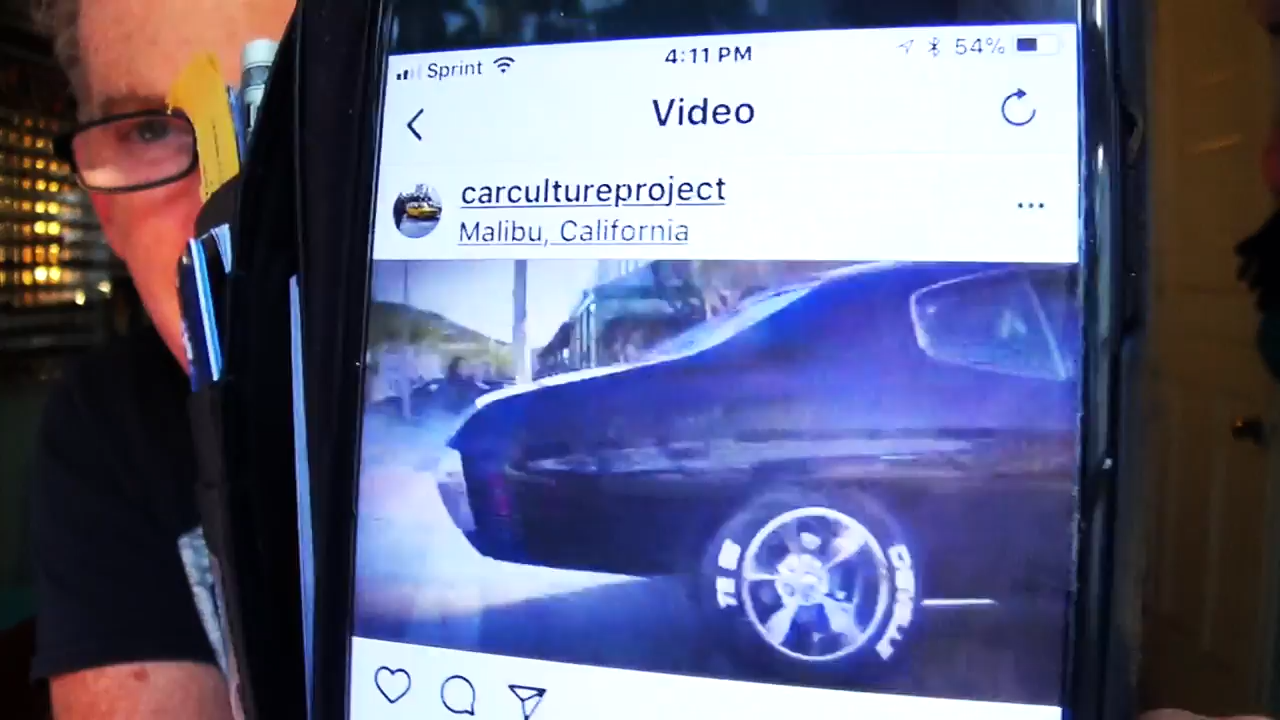 Sprint 4:11 PM 54%
Video
carcultureproject
Malibu, California